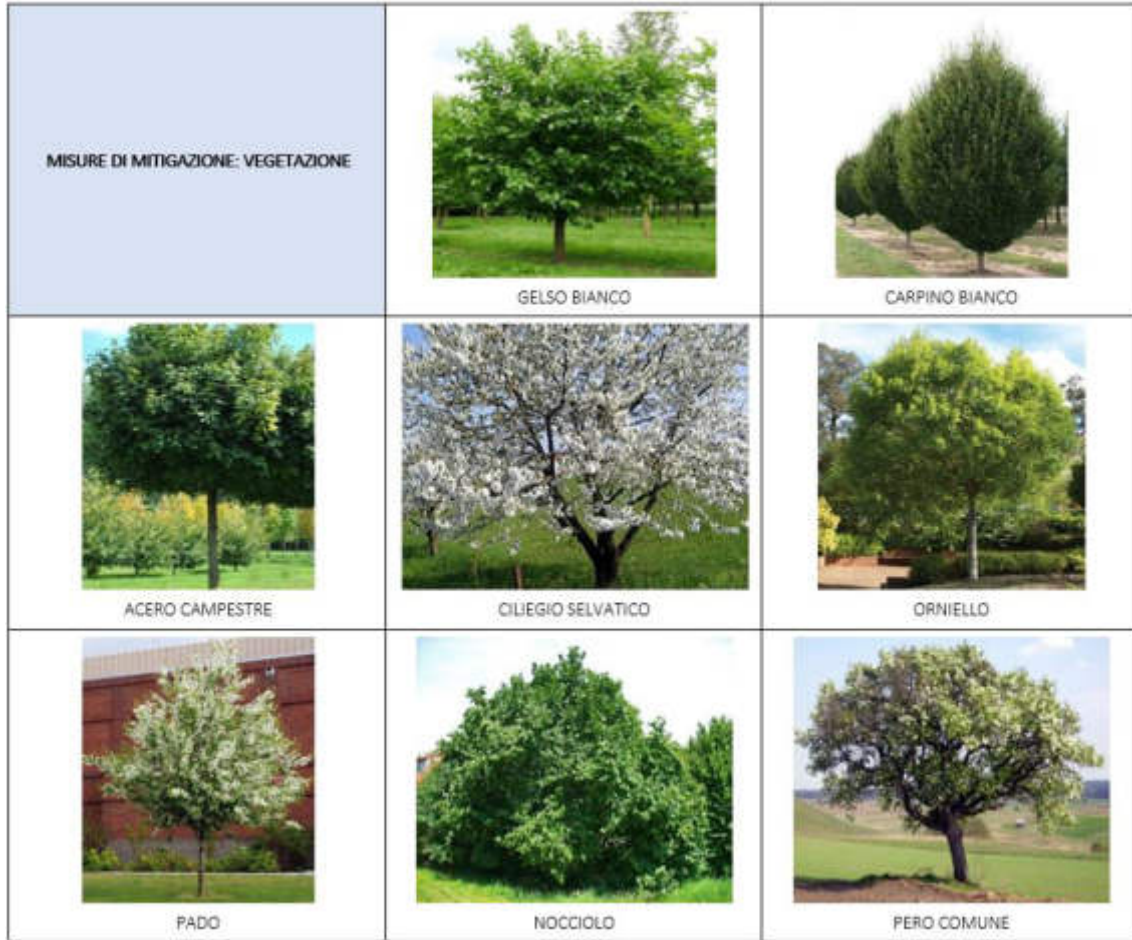 MISURE DI MITIGAZIONE: VEGETAZIONE
GELSO BIANCO
CARPINO BIANCO
ACERO CAMPESTRE
CILIEGIO SELVATICO
ORNIELLO
PADO
NOCCIOLO
PERO COMUNE